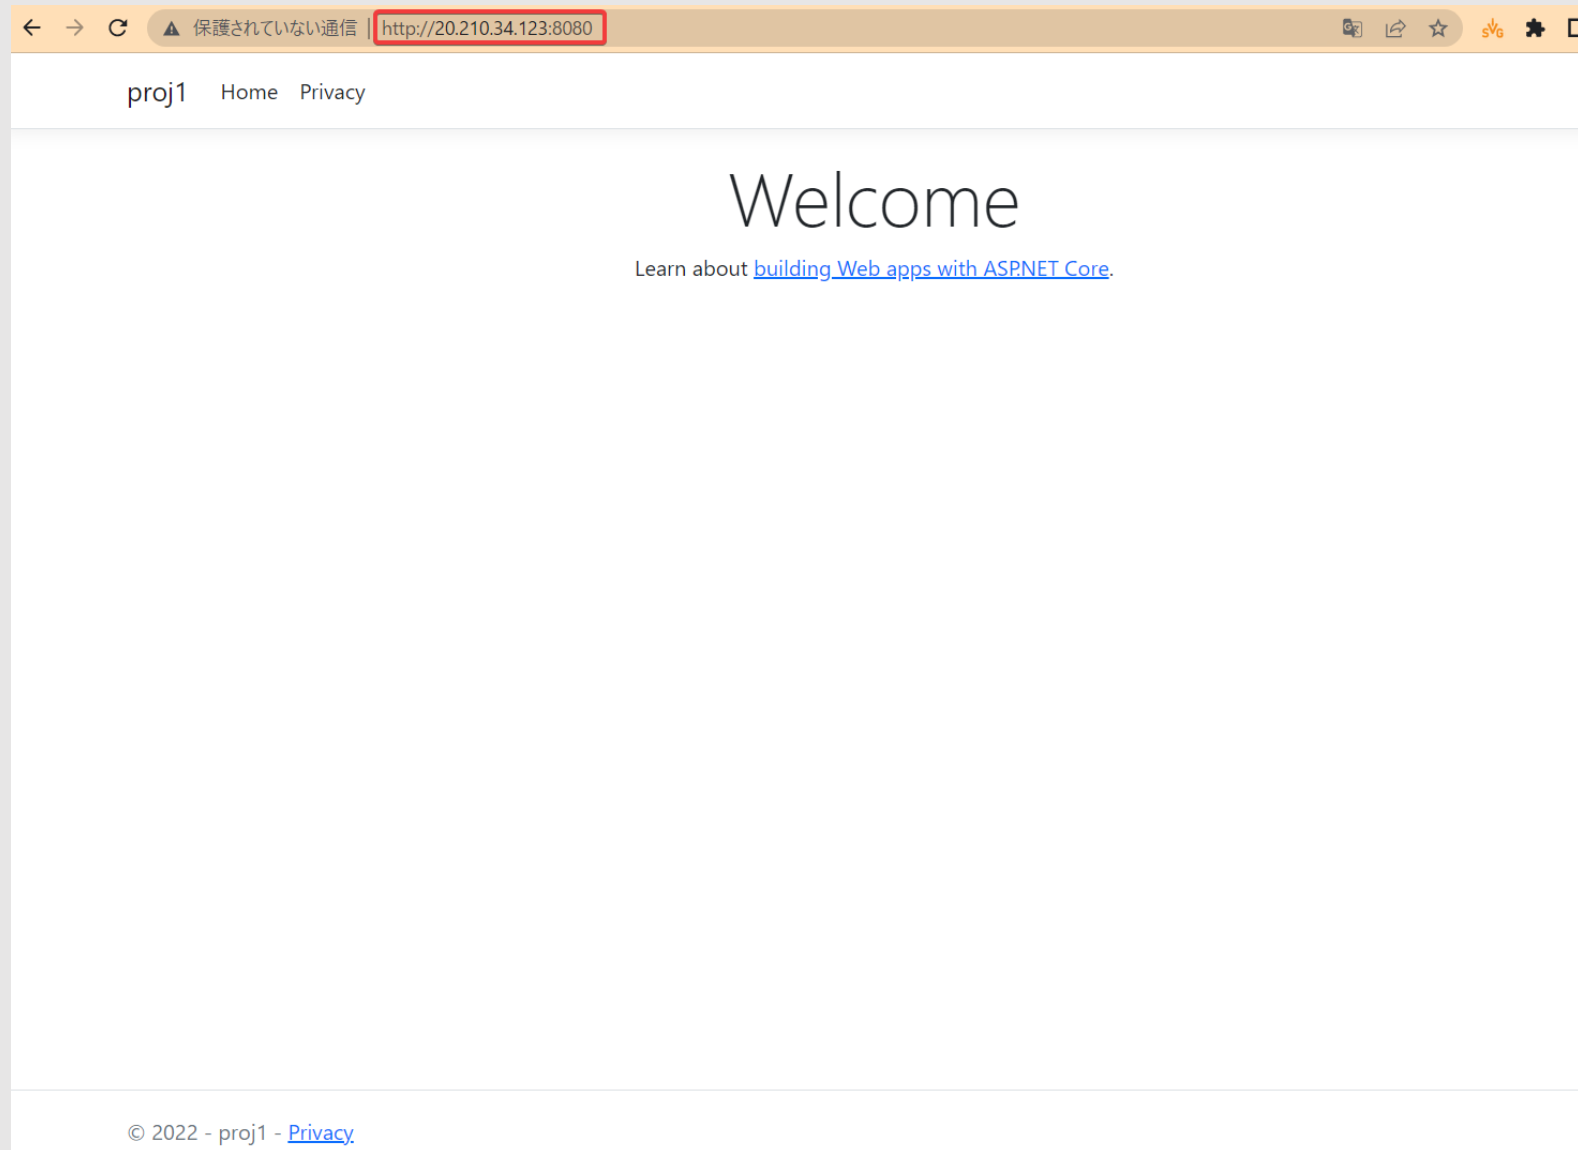 保護されていない通信 | http://20.210.34.123:8080
SVG
proj1 Home Privacy
Welcome
Learn about building Web apps with ASP.NET Core.
© 2022 - proj1 - Privacy